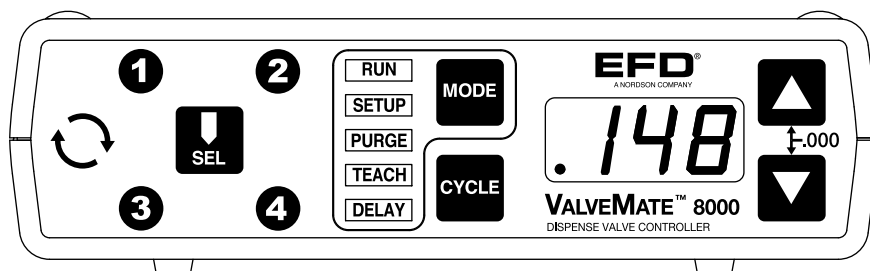 1
2
SEL
3
4
RUN
SETUP
PURGE
TEACH
DELAY
MODE
CYCLE
EFD®
A NORDSON COMPANY
.148
VALVEMATE™ 8000
DISPENSE VALVE CONTROLLER
.000